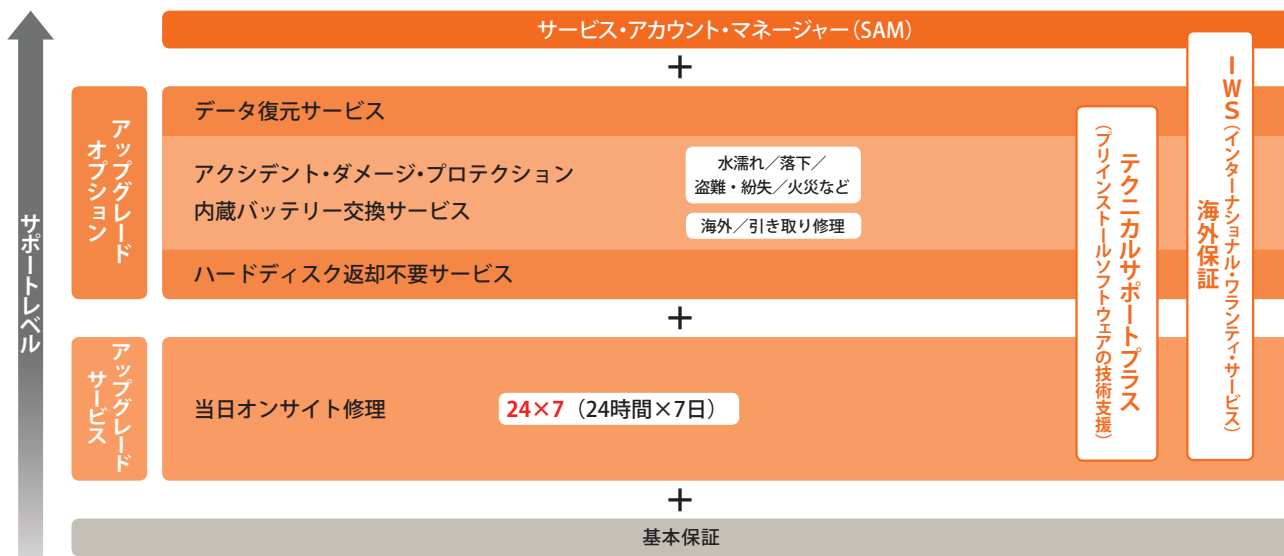 サポートレベル
サービス・アカウント・マネージャー（SAM）
＋
アップグレード
オプション
データ復元サービス
アクシデント・ダメージ・プロテクション
内蔵バッテリー交換サービス
水濡れ／落下／
盗難・紛失／火災など
海外／引き取り修理
ハードディスク返却不要サービス
＋
アップグレード
サービス
当日オンサイト修理
24×7（24時間×7日）
テクニカルサポートプラス
（プリインストールソフトウェアの技術支援）
IWS（インターナショナル・ワランティ・サービス）
海外保証
＋
基本保証